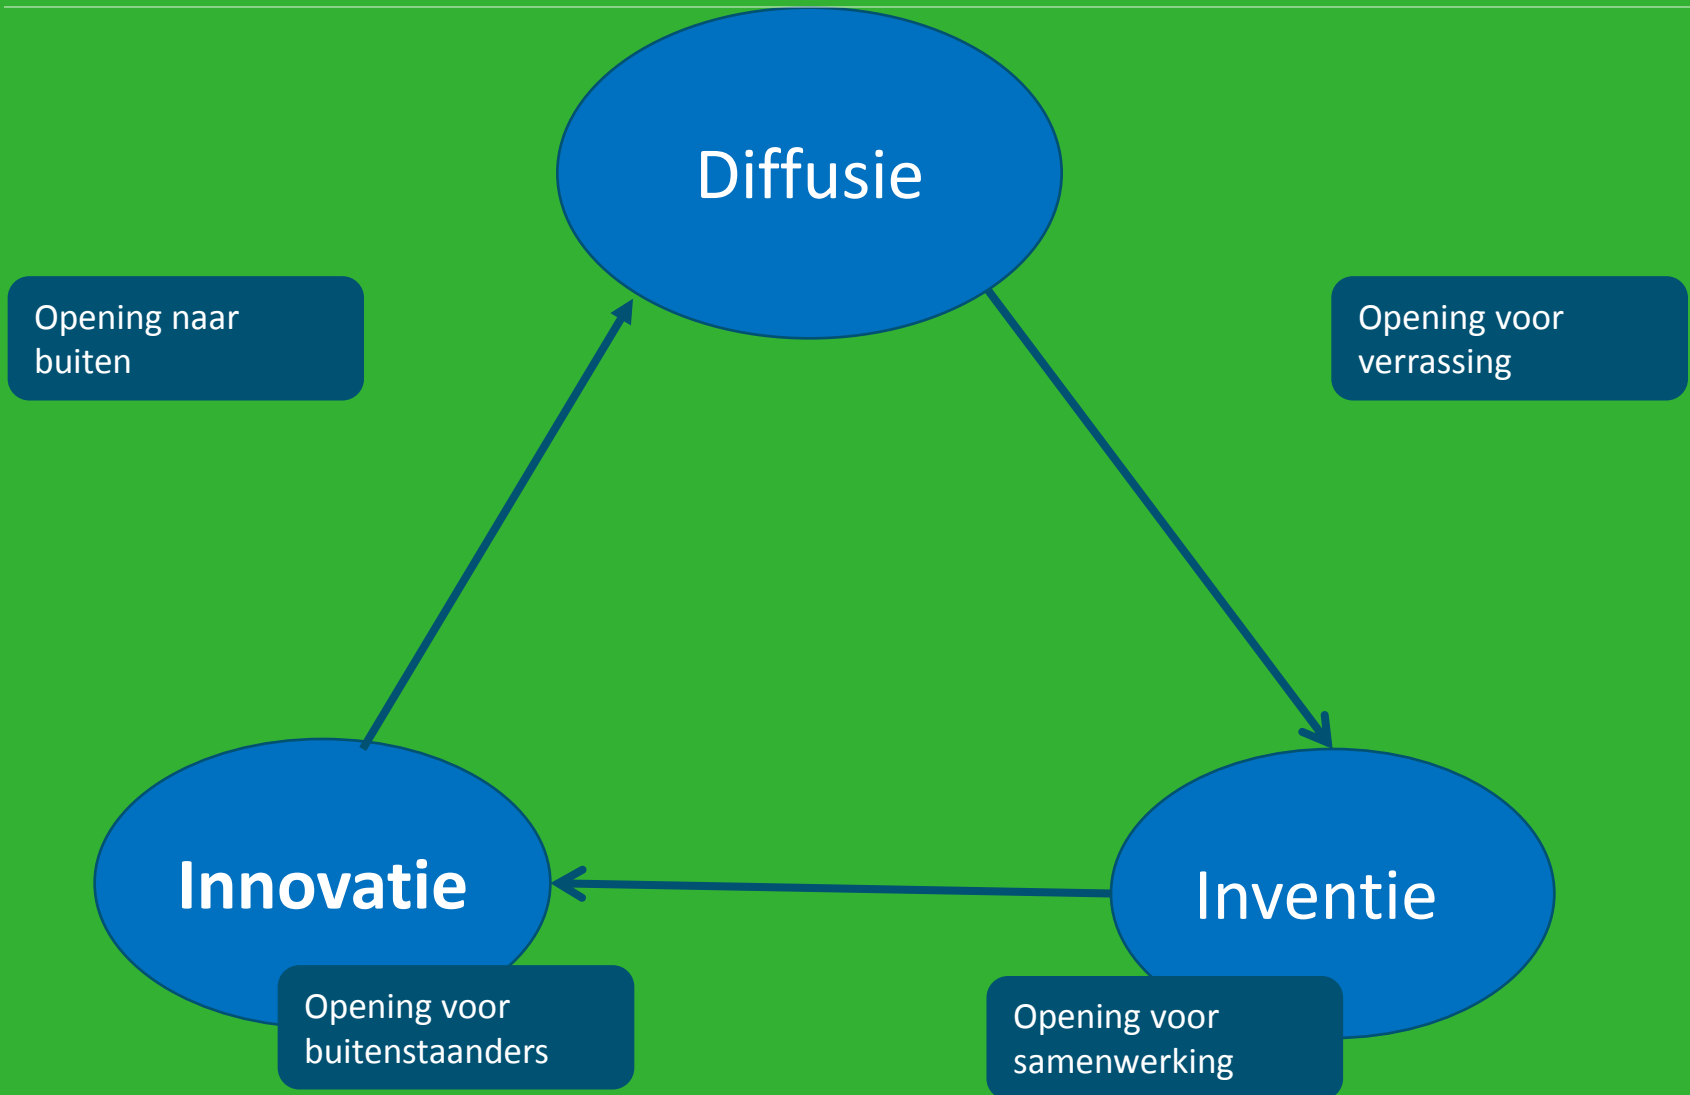 Diffusie
Opening naar
buiten
Opening voor
verrassing
Innovatie
Inventie
Opening voor
buitenstaanders
Opening voor
samenwerking